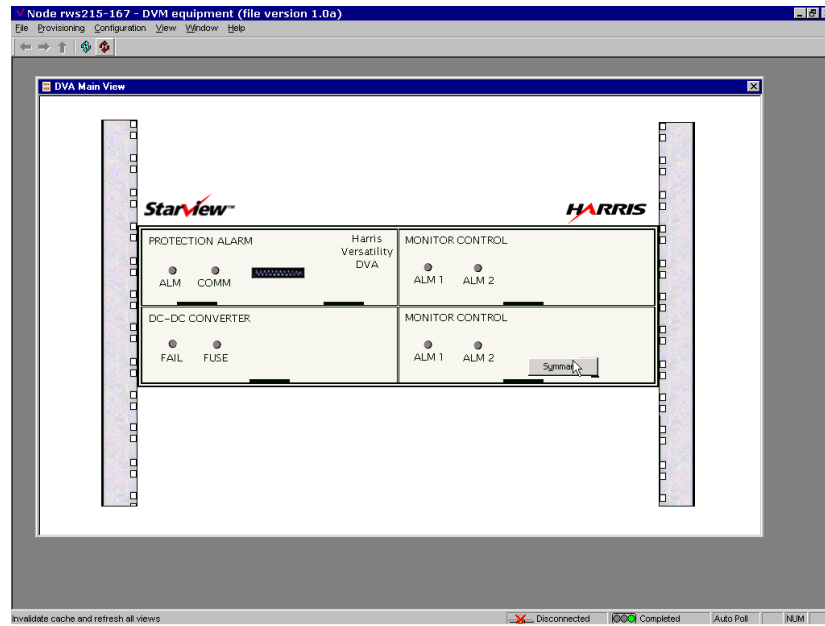 Node rws215-167 - DVM equipment (file version 1.0a)
File Provisioning Configuration View Window Help
DVA Main View
Starview™
HARRIS
PROTECTION ALARM
Harris
Versatility
DVA
ALM COMM
MONITOR CONTROL
ALM 1 ALM 2
DC-DC CONVERTER
FAIL FUSE
MONITOR CONTROL
ALM 1 ALM 2
Invalidate cache and refresh all views
Disconnected
Completed
Auto Poll
NUM